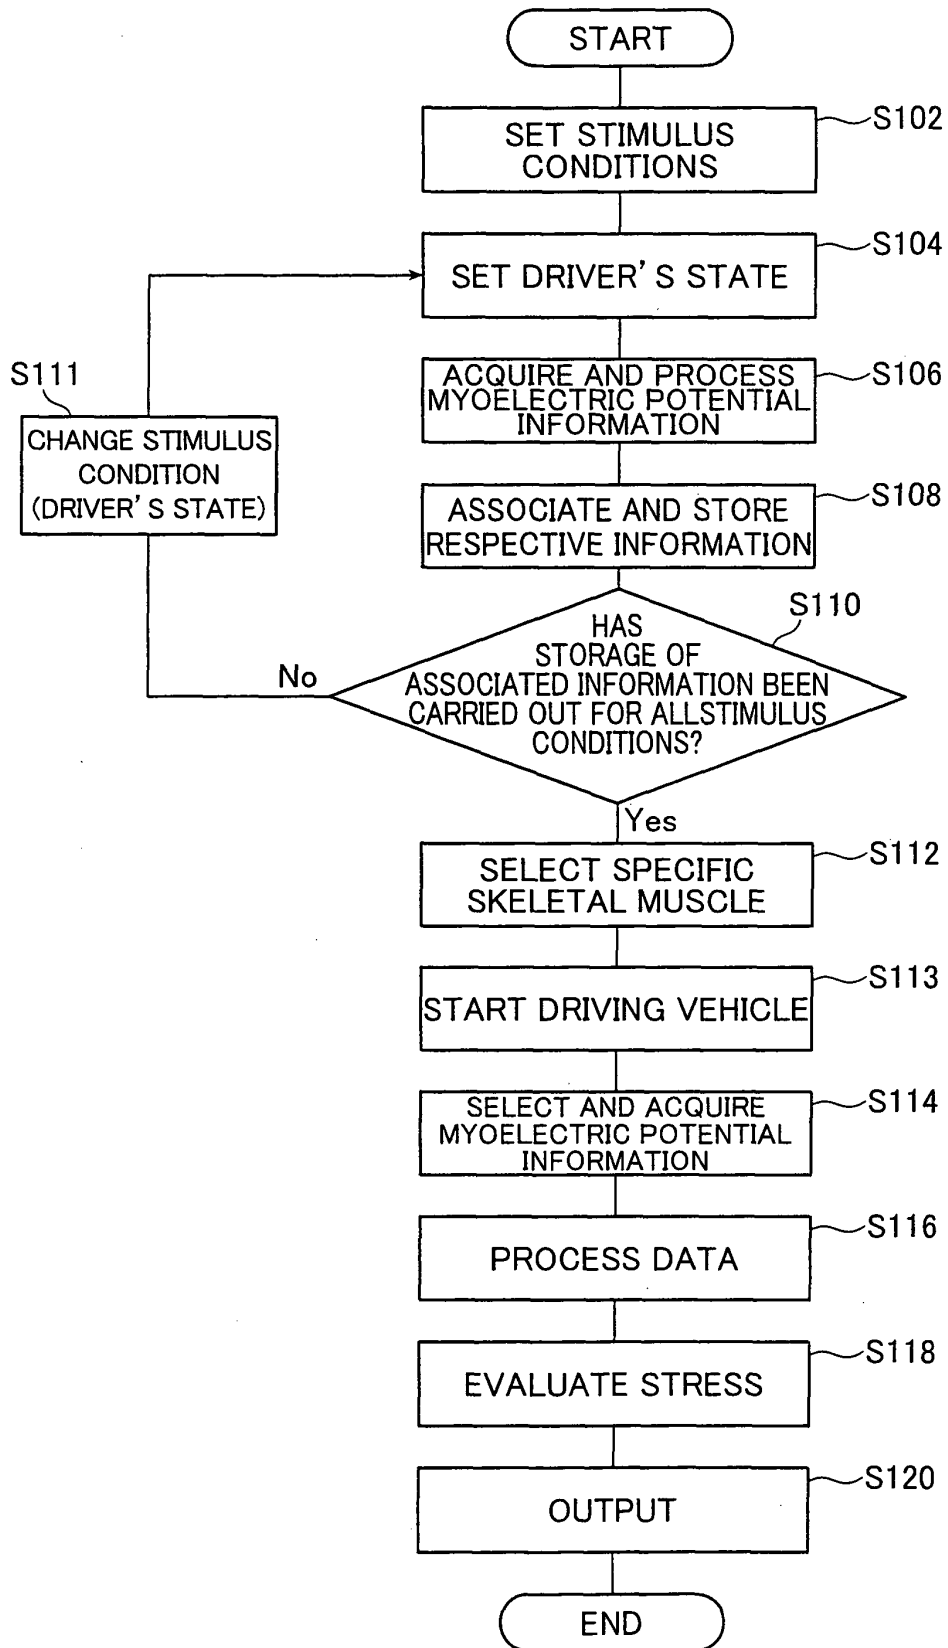 START
SET STIMULUS
CONDITIONS
S102
SET DRIVER'S STATE
S104
S111
CHANGE STIMULUS
CONDITION
(DRIVER'S STATE)
ACQUIRE AND PROCESS
MYOELECTRIC POTENTIAL
INFORMATION
S106
ASSOCIATE AND STORE
RESPECTIVE INFORMATION
S108
HAS
STORAGE OF
ASSOCIATED INFORMATION BEEN
CARRIED OUT FOR ALLSTIMULUS
CONDITIONS?
S110
No
Yes
SELECT SPECIFIC
SKELETAL MUSCLE
S112
START DRIVING VEHICLE
S113
SELECT AND ACQUIRE
MYOELECTRIC POTENTIAL
INFORMATION
S114
PROCESS DATA
S116
EVALUATE STRESS
S118
OUTPUT
S120
END